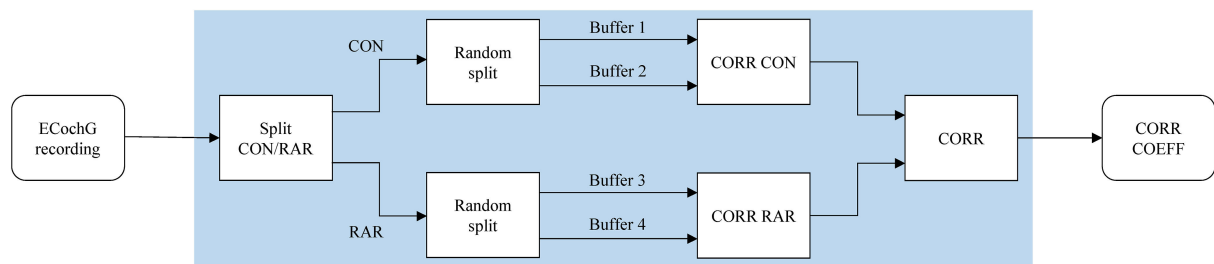 ECochG
recording
Split
CON/RAR
CON
RAR
Random
split
Buffer 1
Buffer 2
CORR CON
Random
split
Buffer 3
Buffer 4
CORR RAR
CORR
CORR
COEFF